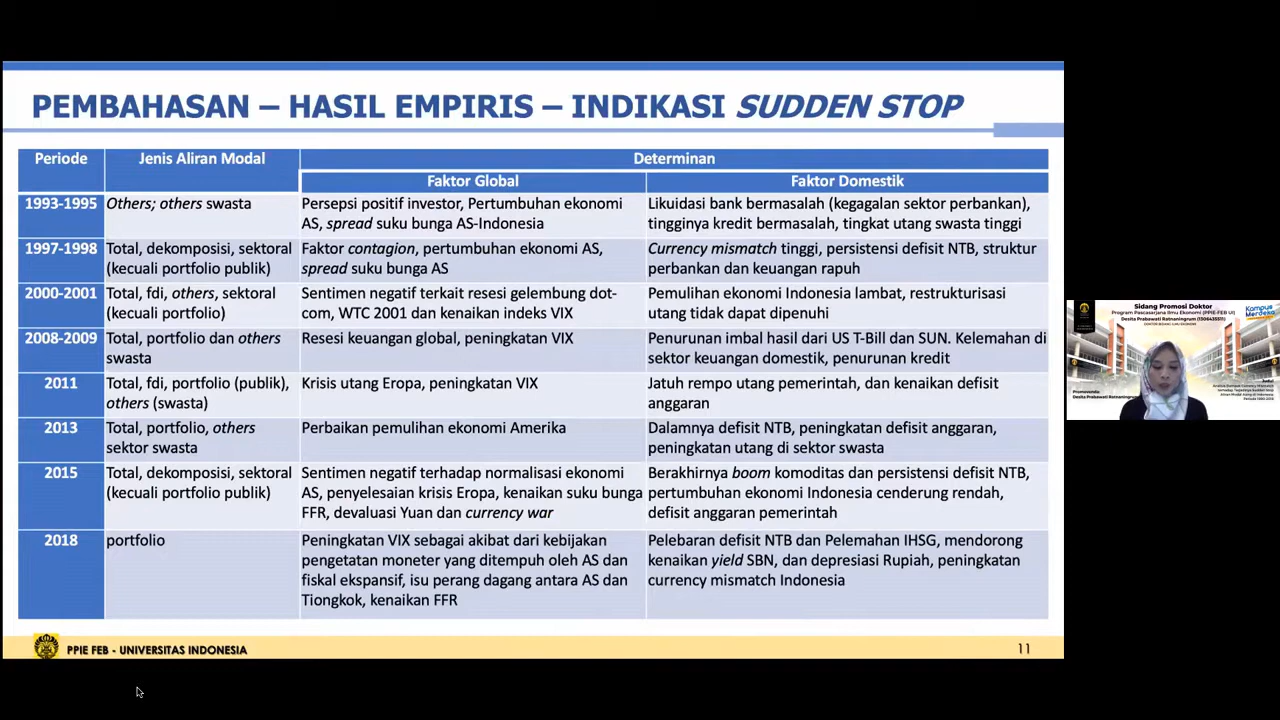 PEMBAHASAN – HASIL EMPIRIS – INDIKASI SUDDEN STOP
Periode
Jenis Aliran Modal
Determinan
Faktor Global
Faktor Domestik
1993-1995
Others; others swasta
Persepsi positif investor, Pertumbuhan ekonomi
AS, spread suku bunga AS-Indonesia
Likuidasi bank bermasalah (kegagalan sektor perbankan),
tingginya kredit bermasalah, tingkat utang swasta tinggi
1997-1998
Total, dekomposisi, sektoral
(kecuali portfolio publik)
Faktor contagion, pertumbuhan ekonomi AS,
spread suku bunga AS
Currency mismatch tinggi, persistensi defisit NTB, struktur
perbankan dan keuangan rapuh
2000-2001
Total, fdi, others, sektoral
(kecuali portfolio)
Sentimen negatif terkait resesi gelembung dot-
com, WTC 2001 dan kenaikan indeks VIX
Pemulihan ekonomi Indonesia lambat, restrukturisasi
utang tidak dapat dipenuhi
2008-2009
Total, portfolio dan others
swasta
Resesi keuangan global, peningkatan VIX
Penurunan imbal hasil dari US T-Bill dan SUN. Kelemahan di
sektor keuangan domestik, penurunan kredit
2011
Total, fdi, portfolio (publik),
others (swasta)
Krisis utang Eropa, peningkatan VIX
Jatuh rempo utang pemerintah, dan kenaikan defisit
anggaran
2013
Total, portfolio, others
sektor swasta
Perbaikan pemulihan ekonomi Amerika
Dalamnya defisit NTB, peningkatan defisit anggaran,
peningkatan utang di sektor swasta
2015
Total, dekomposisi, sektoral
(kecuali portfolio publik)
Sentimen negatif terhadap normalisasi ekonomi
AS, penyelesaian krisis Eropa, kenaikan suku bunga
FFR, devaluasi Yuan dan currency war
Berakhirnya boom komoditas dan persistensi defisit NTB,
pertumbuhan ekonomi Indonesia cenderung rendah,
defisit anggaran pemerintah
2018
portfolio
Peningkatan VIX sebagai akibat dari kebijakan
pengetatan moneter yang ditempuh oleh AS dan
fiskal ekspansif, isu perang dagang antara AS dan
Tiongkok, kenaikan FFR
Pelebaran defisit NTB dan Pelemahan IHSG, mendorong
kenaikan yield SBN, dan depresiasi Rupiah, peningkatan
currency mismatch Indonesia
PPIE FEB - UNIVERSITAS INDONESIA
11
Sidang Promosi Doktor
Program Pascasarjana Ilmu Ekonomi (PPIE-FEB UI)
Desita Prabawati Ratnaningrum
Kampus
Merdeka
Promovenda:
Desita Prabawati Ratnaningrum